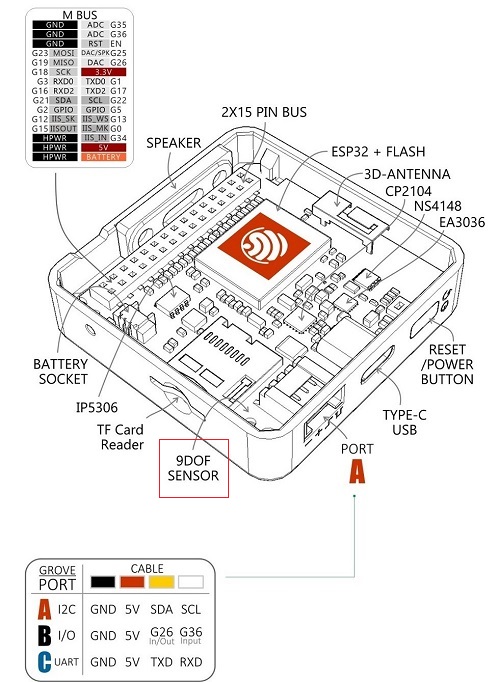 M BUS
GND ADC G35
GND ADC G36
GND RST EN
G23 MOSI DAC/SPK G25
G19 MISO DAC G26
G18 SCK 3.3V
G3 RXD0 TXD0 G1
G16 RXD2 TXD2 G17
G21 SDA SCL G22
G2 GPIO GPIO G5
G12 IIS_SK IIS_WS G13
G15 IISOUT IIS_MK G0
HPWR IIS_IN G34
HPWR 5V
HPWR BATTERY
2X15 PIN BUS
SPEAKER
ESP32 + FLASH
3D-ANTENNA
CP2104
NS4148
EA3036
BATTERY
SOCKET
IP5306
TF Card
Reader
9DOF
SENSOR
RESET
/POWER
BUTTON
TYPE-C
USB
PORT
A
GROVE
PORT
CABLE
A I2C GND 5V SDA SCL
B I/O GND 5V G26 G36
In/Out Input
C UART GND 5V TXD RXD